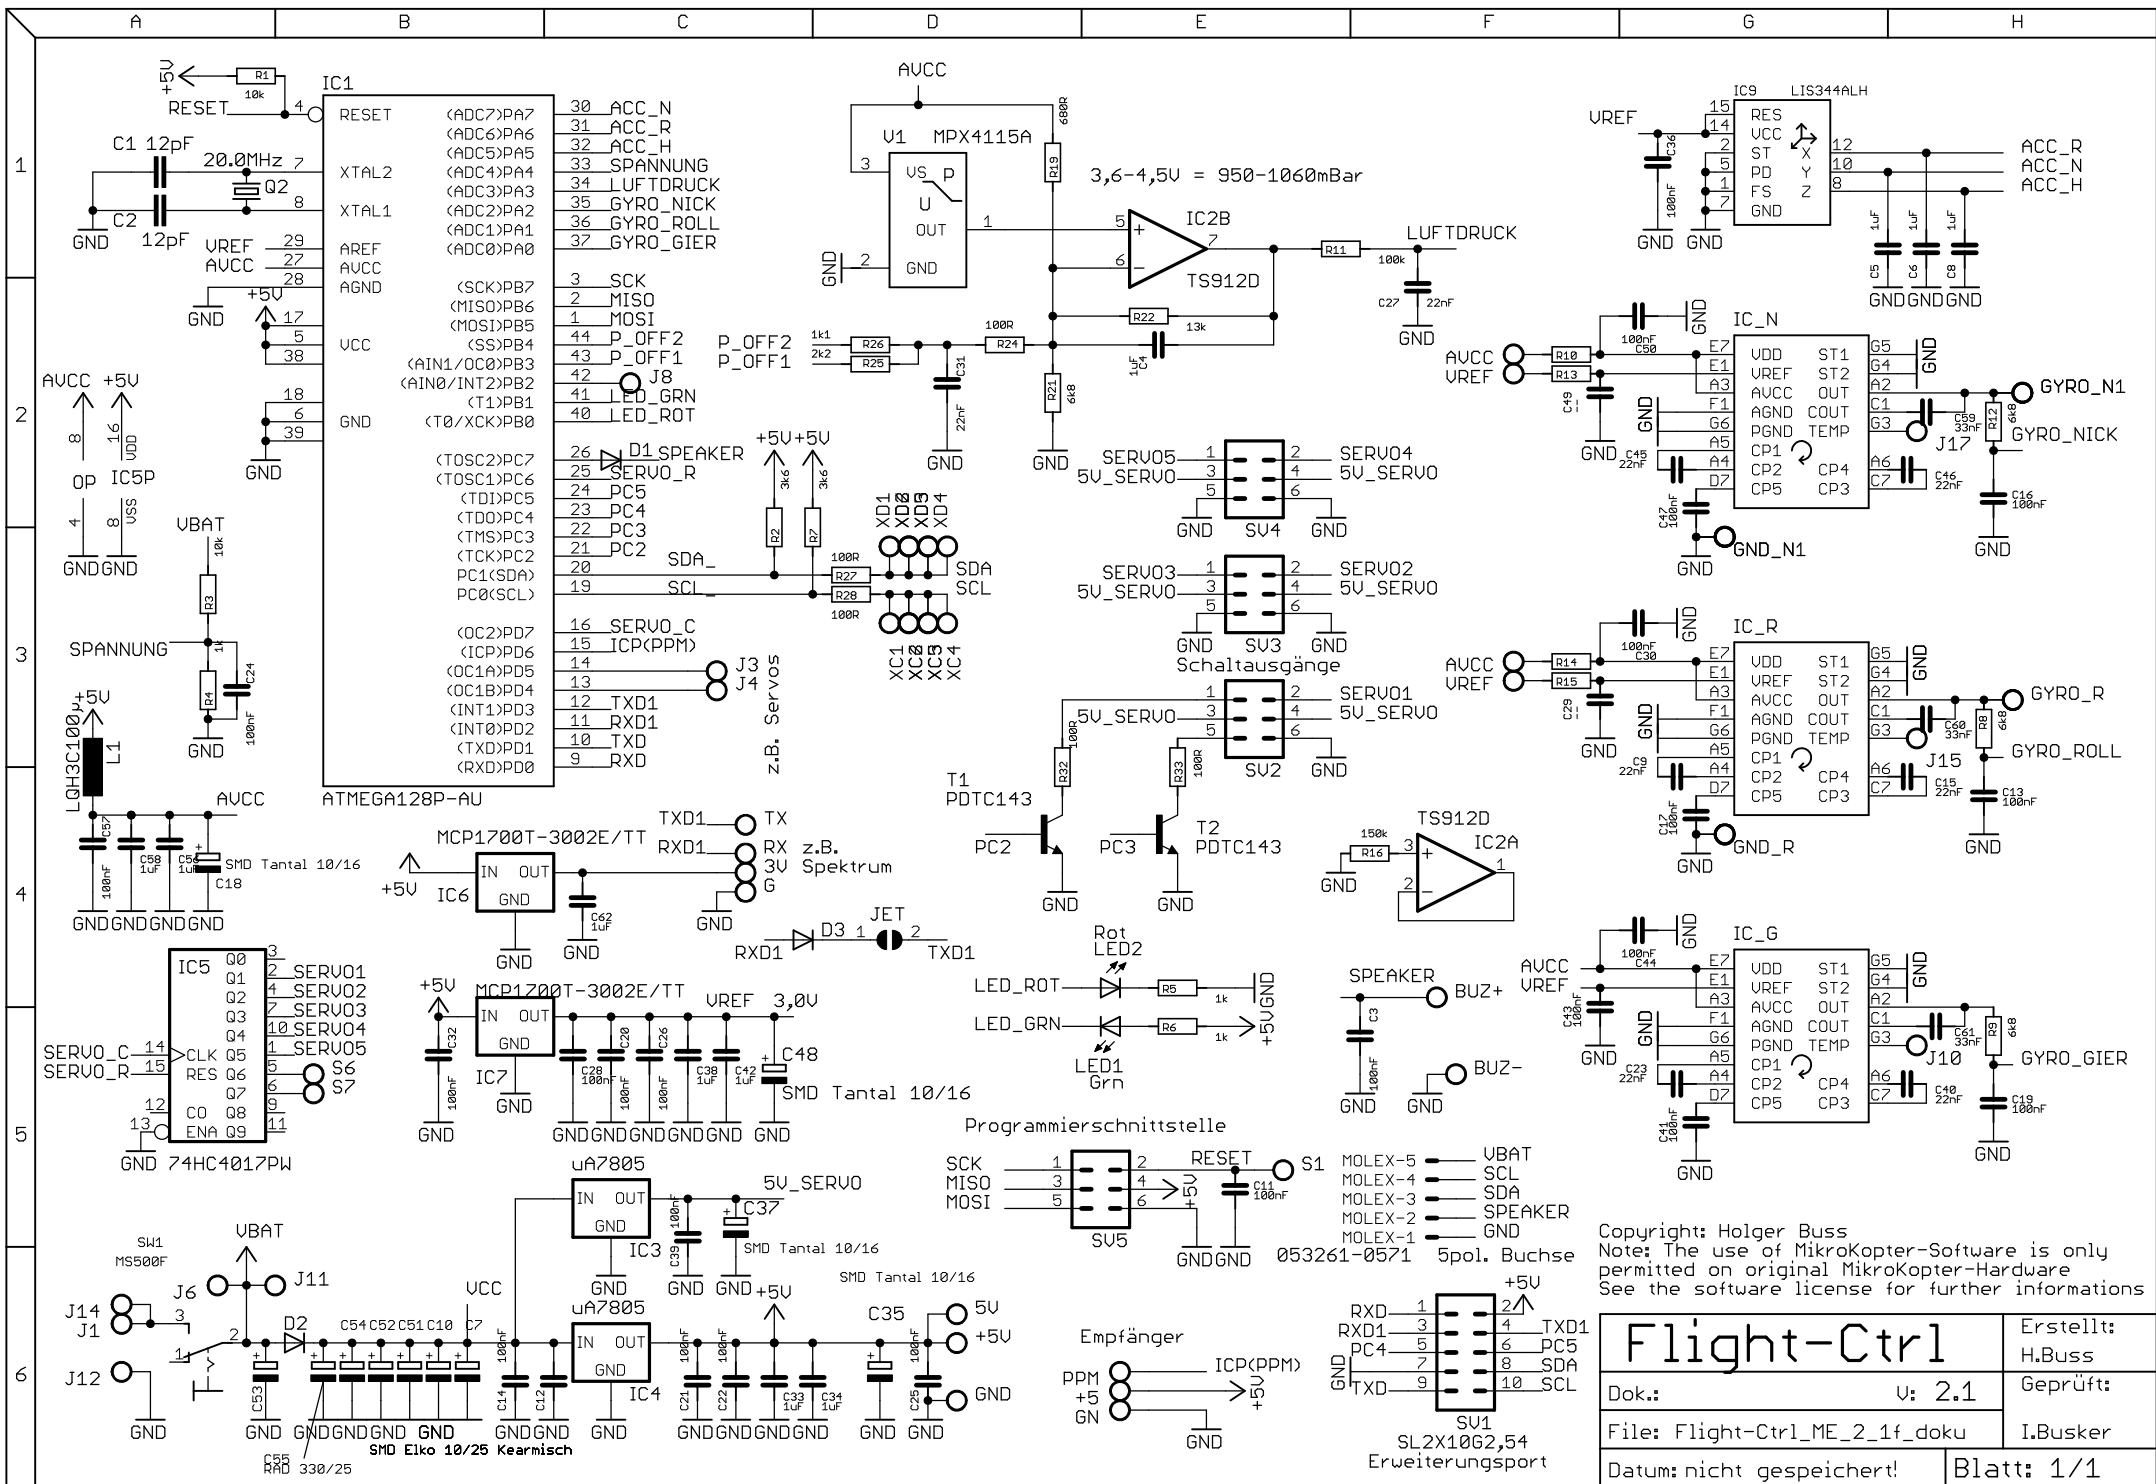 A B C D E F G H
1
2
3
4
5
6
+5V
R1
10k
RESET
IC1
4 RESET
C1 12pF
20.0MHz
7 XTAL2
Q2
8 XTAL1
C2
12pF
GND
VREF 29 AREF
AVCC 27 AVCC
28 AGND
+5V
GND
17
5 VCC
38
18
6 GND
39
GND
(ADC7)PA7 30 ACC_N
(ADC6)PA6 31 ACC_R
(ADC5)PA5 32 ACC_H
(ADC4)PA4 33 SPANNUNG
(ADC3)PA3 34 LUFTDRUCK
(ADC2)PA2 35 GYRO_NICK
(ADC1)PA1 36 GYRO_ROLL
(ADC0)PA0 37 GYRO_GIER
(SCK)PB7 3 SCK
(MISO)PB6 2 MISO
(MOSI)PB5 1 MOSI
(SS)PB4 44 P_OFF2
(AIN1/OC0)PB3 43 P_OFF1
(AIN0/INT2)PB2 42 J8
(T1)PB1 41 LED_GRN
(T0/XCK)PB0 40 LED_ROT
(TOSC2)PC7 26 D1 SPEAKER
(TOSC1)PC6 25 SERVO_R
(TDI)PC5 24 PC5
(TDO)PC4 23 PC4
(TMS)PC3 22 PC3
(TCK)PC2 21 PC2
PC1(SDA) 20 SDA_
PC0(SCL) 19 SCL_
(OC2)PD7 16 SERVO_C
(ICP)PD6 15 ICP(PPM)
(OC1A)PD5 14 J3
(OC1B)PD4 13 J4
(INT1)PD3 12 TXD1
(INT0)PD2 11 RXD1
(TXD)PD1 10 TXD
(RXD)PD0 9 RXD
z.B. Servos
ATMEGA128P-AU
+5V +5V
3k6 3k6
R2 R7
100R
R27
R28
100R
XD1 XD2 XD3 XD4
SDA
SCL
XC1 XC2 XC3 XC4
AVCC
V1 MPX4115A
3 VS P
U
OUT 1
GND 2 GND
680R
R19
3,6-4,5V = 950-1060mBar
IC2B
5 +
6 -
7
TS912D
R11
100k
LUFTDRUCK
C27 22nF
GND
R22
13k
C4
1uF
P_OFF2 1k1 R26
P_OFF1 2k2 R25
100R
R24
C31
22nF
GND
R21
6k8
GND
IC9 LIS344ALH
VREF
15 RES
14 VCC
2 ST X 12 ACC_R
5 PD Y 10 ACC_N
1 FS Z 8 ACC_H
7 GND
C36
100nF
GND GND
C5 1uF
C6 1uF
C8 1uF
GND GND GND
AVCC +5V
8 16 VDD
OP IC5P
4 8 VSS
GND GND
VBAT
10k
R3
SPANNUNG
1k
R4
C24
100nF
GND
+5V
LQH3C100µ
L1
AVCC
C57
100nF
C58
1uF
C56
1uF
SMD Tantal 10/16
C18
GND GND GND GND
SERVO5 1 2 SERVO4
5V_SERVO 3 4 5V_SERVO
5 6
GND SV4 GND
SERVO3 1 2 SERVO2
5V_SERVO 3 4 5V_SERVO
5 6
GND SV3 GND
Schaltausgänge
1 2 SERVO1
5V_SERVO 3 4 5V_SERVO
5 6
SV2 GND
100R
R32
100R
R33
T1
PDTC143
PC2
GND
T2
PDTC143
PC3
GND
150k
R16
GND
TS912D
IC2A
3 +
2 -
1
IC_N
GND
100nF
C50
AVCC R10
VREF R13
C49
--
GND
E7 VDD ST1 G5
E1 VREF ST2 G4
A3 AVCC OUT A2
F1 AGND COUT C1
G6 PGND TEMP G3
A5 CP1
A4 CP2 CP4 A6
D7 CP5 CP3 C7
GND
GND
C45
22nF
C47
100nF
GND
GND_N1
C59
33nF
J17
R12
6k8
GYRO_N1
GYRO_NICK
C46
22nF
C16
100nF
GND
IC_R
GND
100nF
C30
AVCC R14
VREF R15
C29
--
GND
E7 VDD ST1 G5
E1 VREF ST2 G4
A3 AVCC OUT A2
F1 AGND COUT C1
G6 PGND TEMP G3
A5 CP1
A4 CP2 CP4 A6
D7 CP5 CP3 C7
GND
GND
C9
22nF
C17
100nF
GND
GND_R
C60
33nF
J15
R8
6k8
GYRO_R
GYRO_ROLL
C15
22nF
C13
100nF
GND
IC_G
GND
100nF
C44
AVCC
VREF
C43
100nF
GND
E7 VDD ST1 G5
E1 VREF ST2 G4
A3 AVCC OUT A2
F1 AGND COUT C1
G6 PGND TEMP G3
A5 CP1
A4 CP2 CP4 A6
D7 CP5 CP3 C7
GND
GND
C23
22nF
C41
100nF
GND
C61
33nF
J10
R9
6k8
GYRO_GIER
C40
22nF
C19
100nF
GND
MCP1700T-3002E/TT
+5V
IN OUT
GND
IC6
GND
C62
1uF
GND
TXD1 TX
RXD1 RX z.B.
3V Spektrum
G
GND
RXD1 D3 1 JET 2 TXD1
MCP1700T-3002E/TT
+5V
IN OUT
GND
IC7
GND
VREF 3,0V
C32
100nF
GND
C28
100nF
C20
100nF
C26
100nF
C38
1uF
C42
1uF
C48
SMD Tantal 10/16
GND GND GND GND GND GND
IC5
Q0 3
Q1 2 SERVO1
Q2 4 SERVO2
Q3 7 SERVO3
Q4 10 SERVO4
Q5 1 SERVO5
Q6 5 S6
Q7 6 S7
Q8 9
Q9 11
SERVO_C 14 CLK
SERVO_R 15 RES
12 CO
13 ENA
GND 74HC4017PW
Rot
LED2
LED_ROT R5 1k GND
LED_GRN R6 1k +5V
LED1
Grn
SPEAKER
BUZ+
C3
100nF
GND
BUZ-
GND
Programmierschnittstelle
SCK 1 2 RESET S1
MISO 3 4 +5V
MOSI 5 6
SV5
C11
100nF
GND GND
MOLEX-5 VBAT
MOLEX-4 SCL
MOLEX-3 SDA
MOLEX-2 SPEAKER
MOLEX-1 GND
053261-0571 5pol. Buchse
uA7805
IN OUT
GND
IC3
GND
5V_SERVO
C39
100nF
C37
SMD Tantal 10/16
GND GND
VBAT
SW1
MS500F
J6 J11
J14
J1
J12
3
2
1
GND
D2
C53
GND
C54 C52 C51 C10 C7
VCC
GND GND GND GND GND
SMD Elko 10/25 Kearmisch
C55
RAD 330/25
C14
100nF
C12
GND GND
uA7805
IN OUT
GND
IC4
GND
+5V
C21
100nF
C22
100nF
C33
1uF
C34
1uF
GND GND GND GND
SMD Tantal 10/16
C35
C25
100nF
5V
+5V
GND
GND GND
Empfänger
PPM ICP(PPM)
+5 +5V
GN
GND
+5V
RXD 1 2
RXD1 3 4 TXD1
PC4 5 6 PC5
GND 7 8 SDA
TXD 9 10 SCL
SV1
SL2X10G2,54
Erweiterungsport
Copyright: Holger Buss
Note: The use of MikroKopter-Software is only
permitted on original MikroKopter-Hardware
See the software license for further informations
Flight-Ctrl
Erstellt:
H.Buss
Dok.: V: 2.1
Geprüft:
File: Flight-Ctrl_ME_2_1f_doku
I.Busker
Datum: nicht gespeichert!
Blatt: 1/1